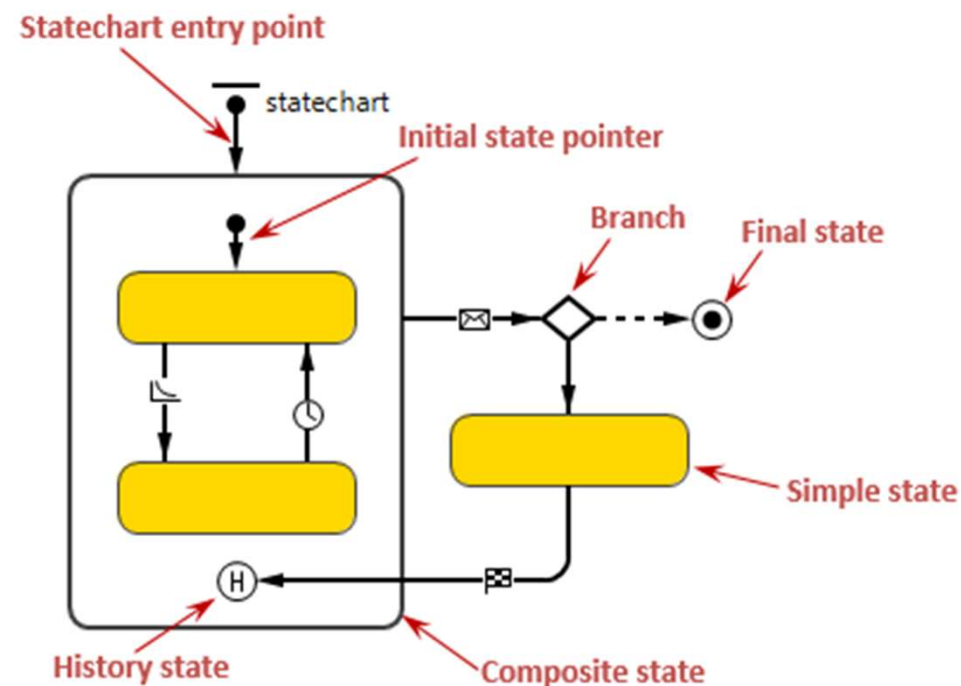 Statechart entry point
statechart
Initial state pointer
Branch
Final state
Simple state
H
History state
Composite state